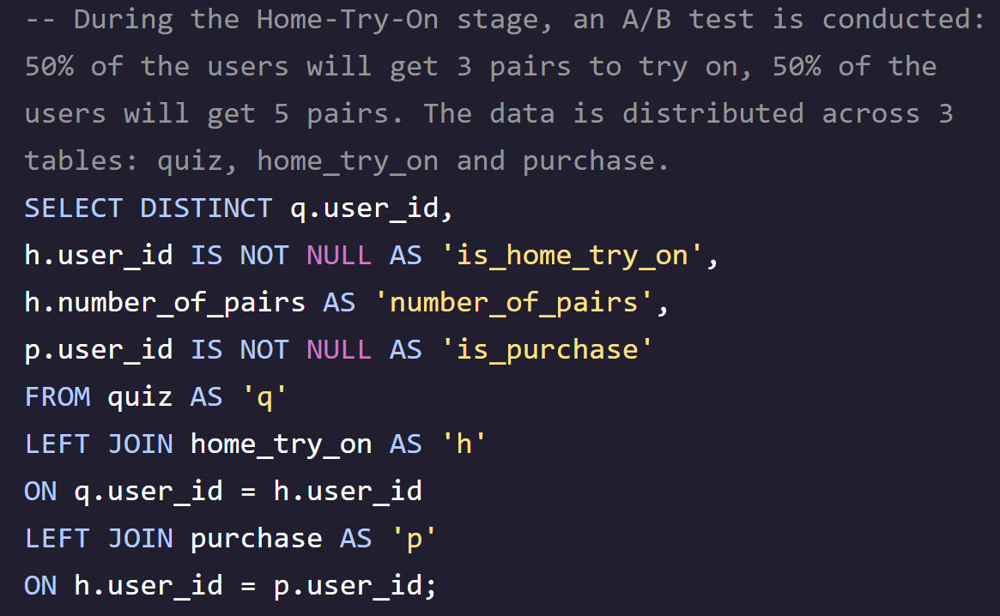 -- During the Home-Try-On stage, an A/B test is conducted:
50% of the users will get 3 pairs to try on, 50% of the
users will get 5 pairs. The data is distributed across 3
tables: quiz, home_try_on and purchase.
SELECT DISTINCT q.user_id,
h.user_id IS NOT NULL AS 'is_home_try_on',
h.number_of_pairs AS 'number_of_pairs',
p.user_id IS NOT NULL AS 'is_purchase'
FROM quiz AS 'q'
LEFT JOIN home_try_on AS 'h'
ON q.user_id = h.user_id
LEFT JOIN purchase AS 'p'
ON h.user_id = p.user_id;